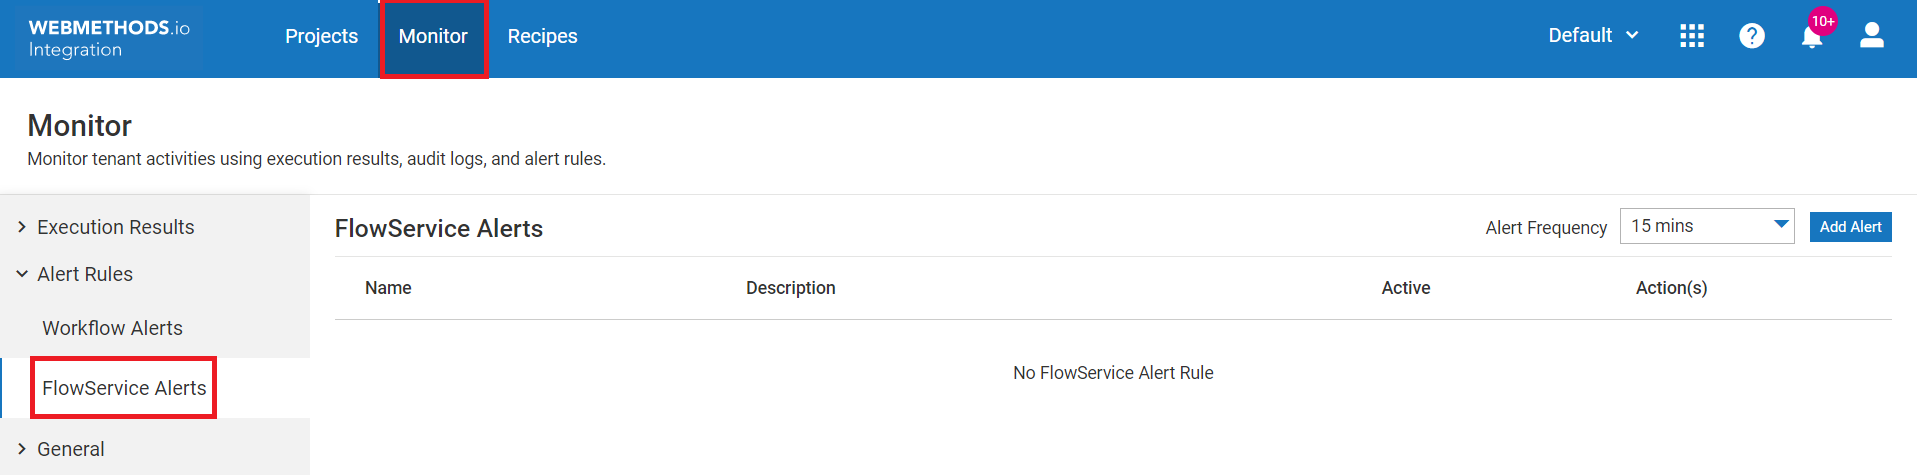 WEBMETHODS.io
Integration
Projects
Monitor
Recipes
Default
?
10+
Monitor
Monitor tenant activities using execution results, audit logs, and alert rules.
Execution Results
Alert Rules
Workflow Alerts
FlowService Alerts
General
FlowService Alerts
Alert Frequency
15 mins
Add Alert
Name
Description
Active
Action(s)
No FlowService Alert Rule